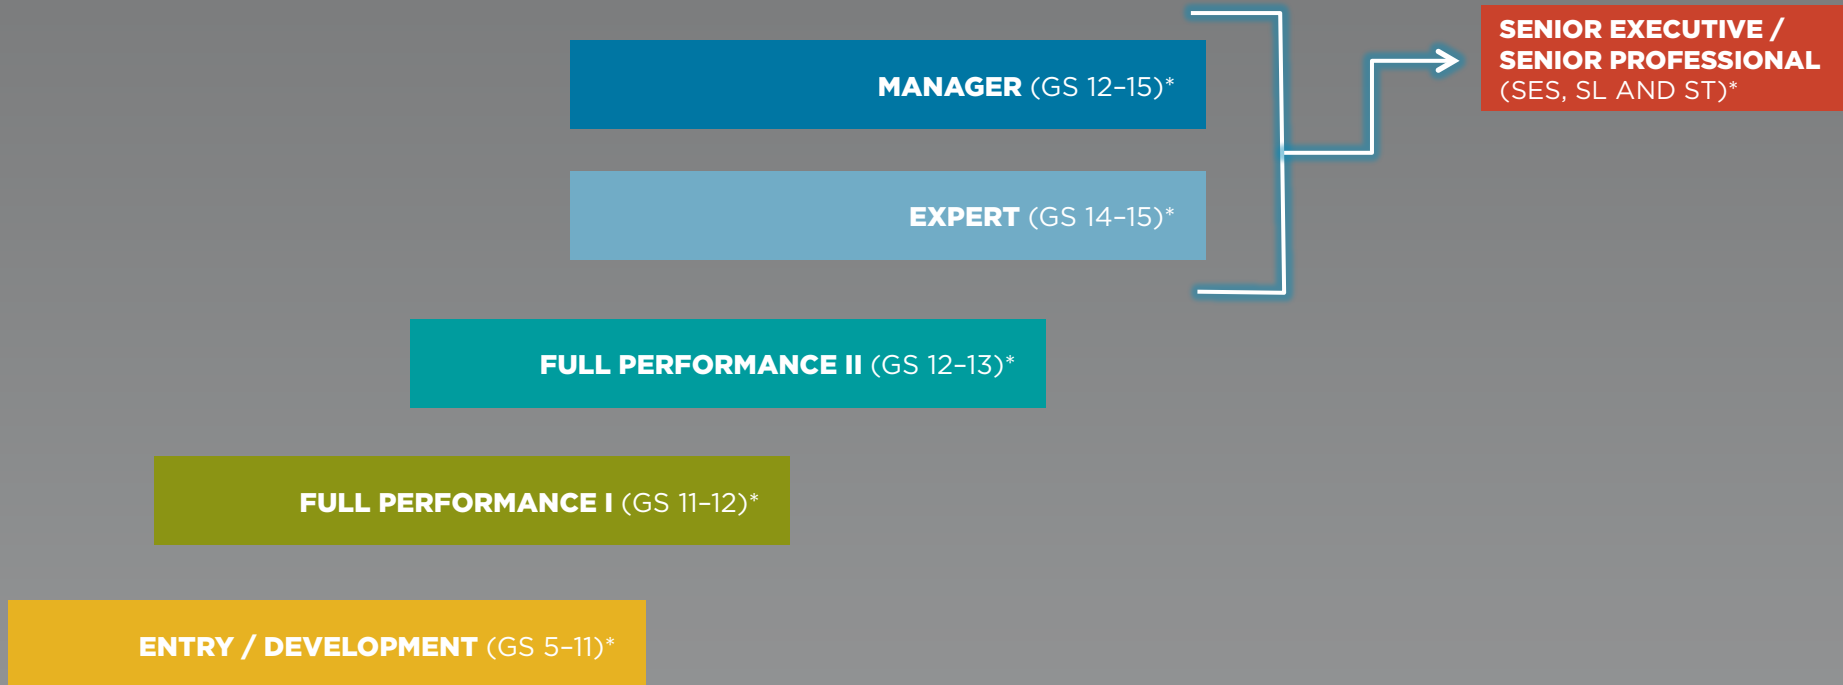 SENIOR EXECUTIVE /
SENIOR PROFESSIONAL
(SES, SL AND ST)*
MANAGER (GS 12–15)*
EXPERT (GS 14–15)*
FULL PERFORMANCE II (GS 12–13)*
FULL PERFORMANCE I (GS 11–12)*
ENTRY / DEVELOPMENT (GS 5–11)*